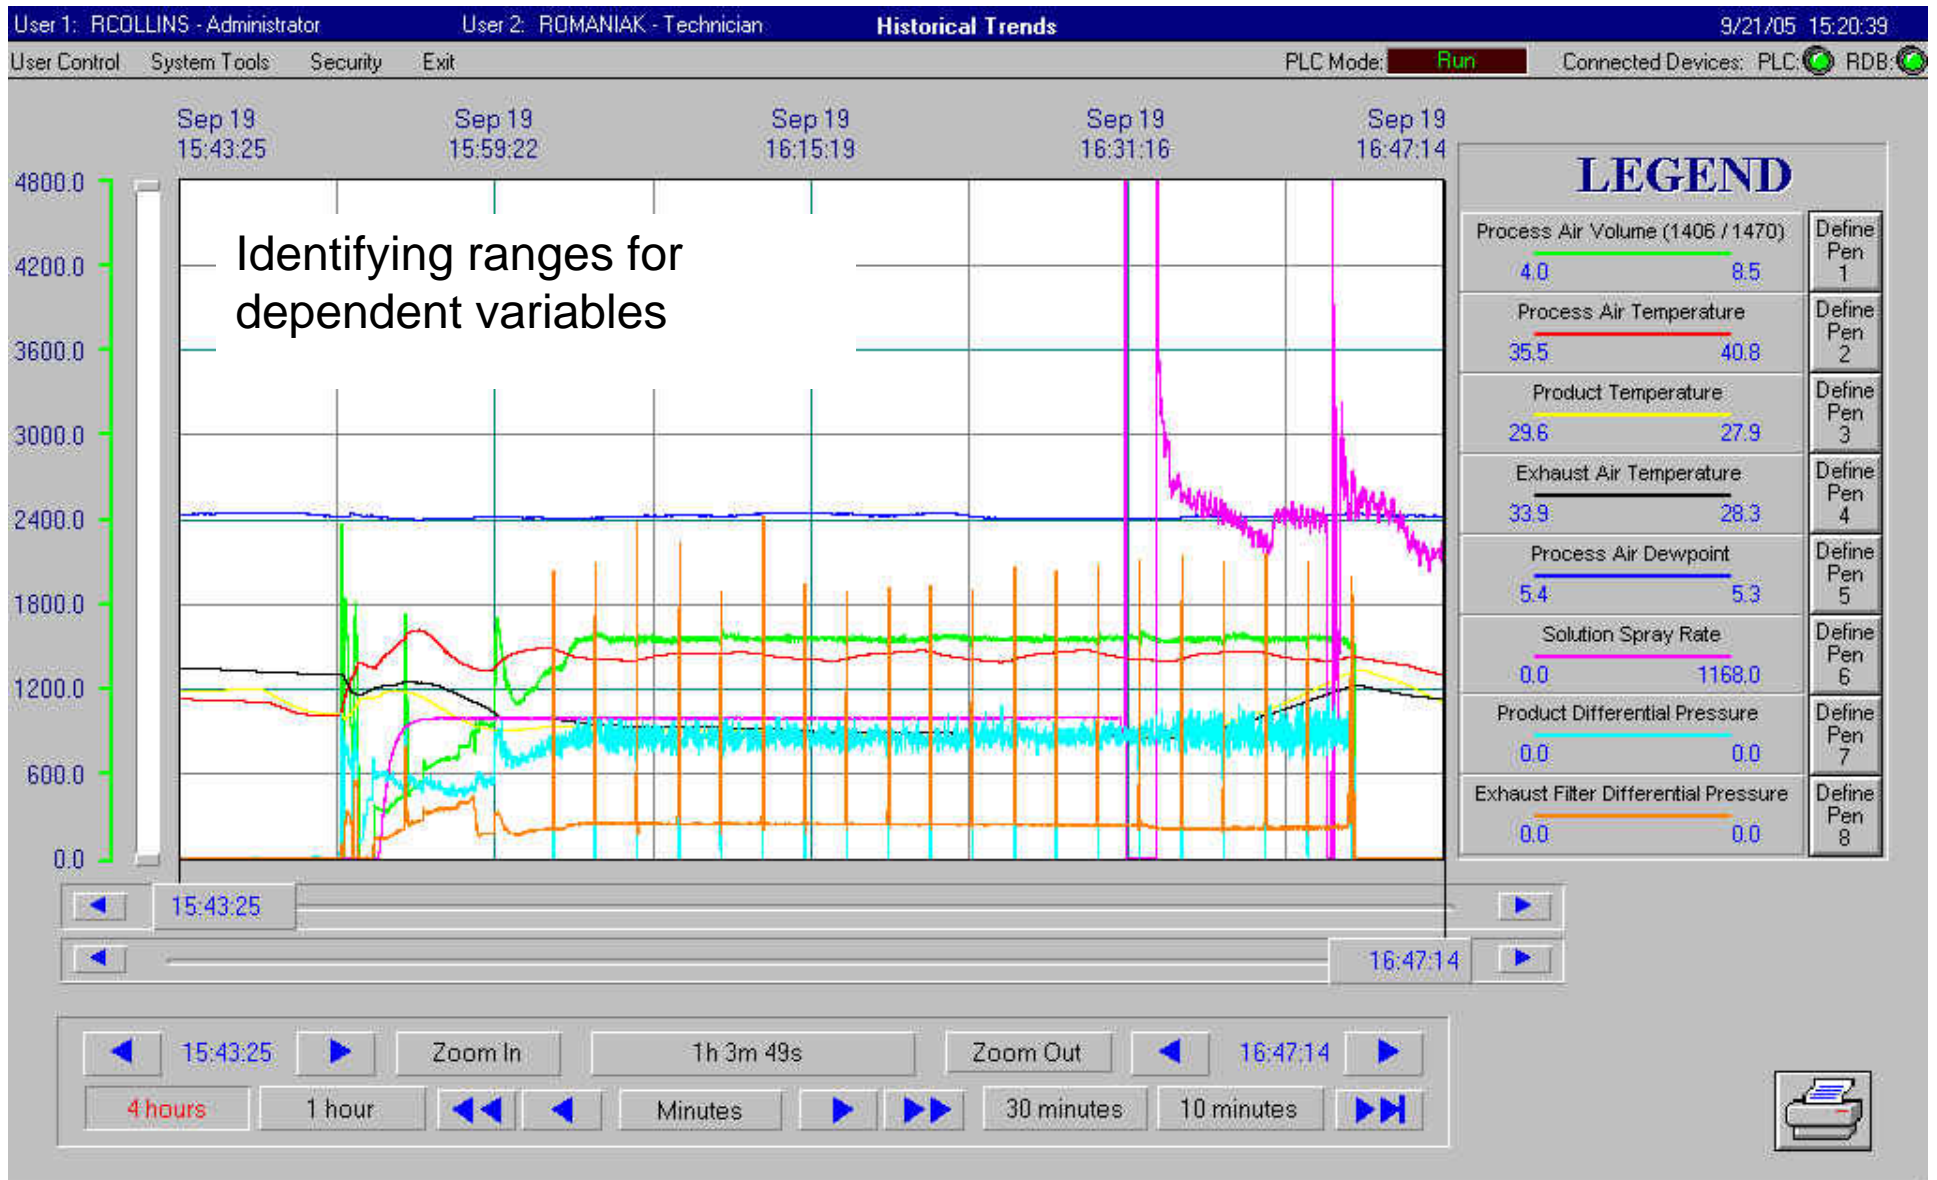 User 1: RCOLLINS - Administrator User 2: ROMANIAK - Technician Historical Trends 9/21/05 15:20:39
User Control System Tools Security Exit PLC Mode: Run Connected Devices: PLC: RDB:
Sep 19 Sep 19 Sep 19 Sep 19 Sep 19
15:43:25 15:59:22 16:15:19 16:31:16 16:47:14
4800.0
4200.0
3600.0
3000.0
2400.0
1800.0
1200.0
600.0
0.0
Identifying ranges for
dependent variables
LEGEND
Process Air Volume (1406 / 1470)
4.0 8.5
Define
Pen
1
Process Air Temperature
35.5 40.8
Define
Pen
2
Product Temperature
29.6 27.9
Define
Pen
3
Exhaust Air Temperature
33.9 28.3
Define
Pen
4
Process Air Dewpoint
5.4 5.3
Define
Pen
5
Solution Spray Rate
0.0 1168.0
Define
Pen
6
Product Differential Pressure
0.0 0.0
Define
Pen
7
Exhaust Filter Differential Pressure
0.0 0.0
Define
Pen
8
15:43:25
16:47:14
15:43:25 Zoom In 1h 3m 49s Zoom Out 16:47:14
4 hours 1 hour Minutes 30 minutes 10 minutes